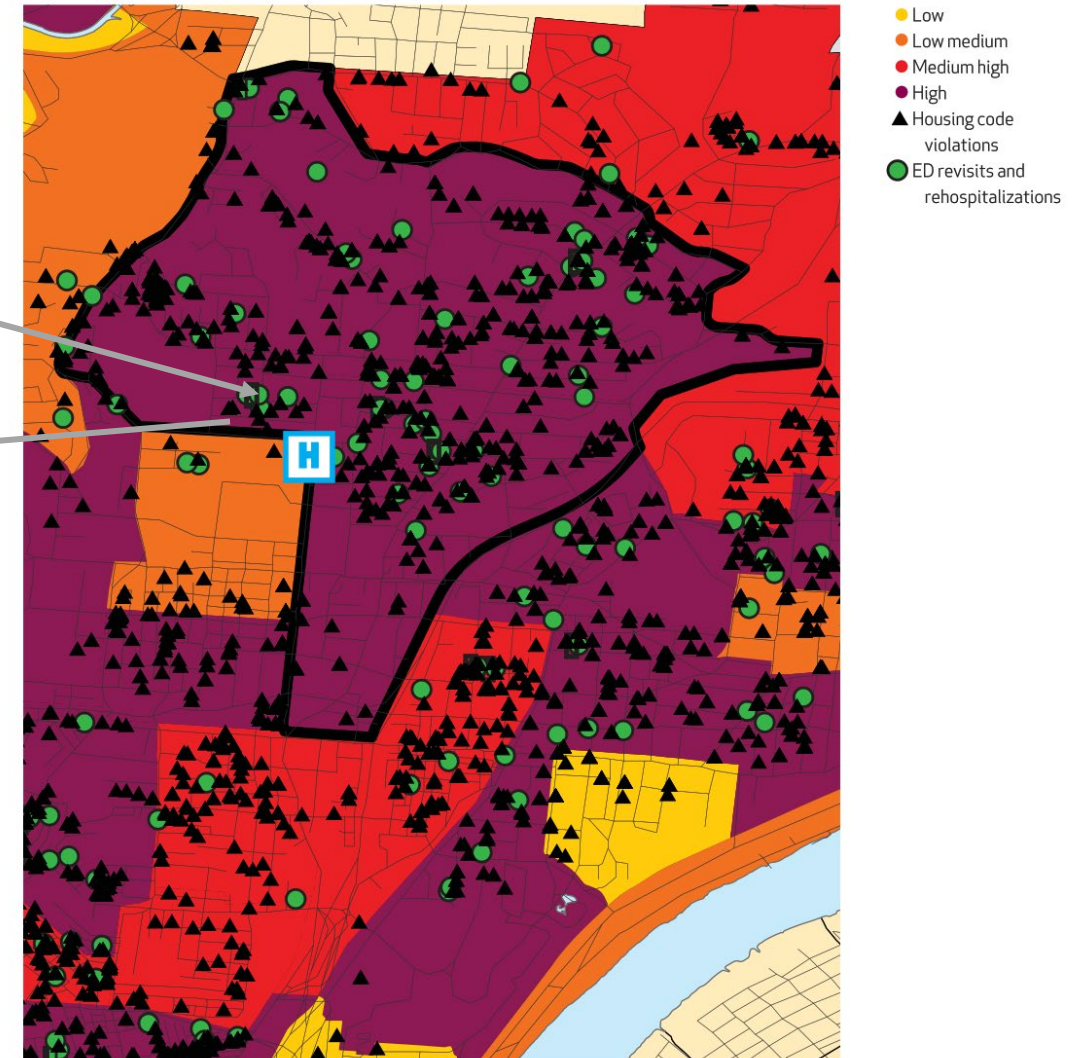 Low
Low medium
Medium high
High
Housing code
violations
ED revisits and
rehospitalizations
H